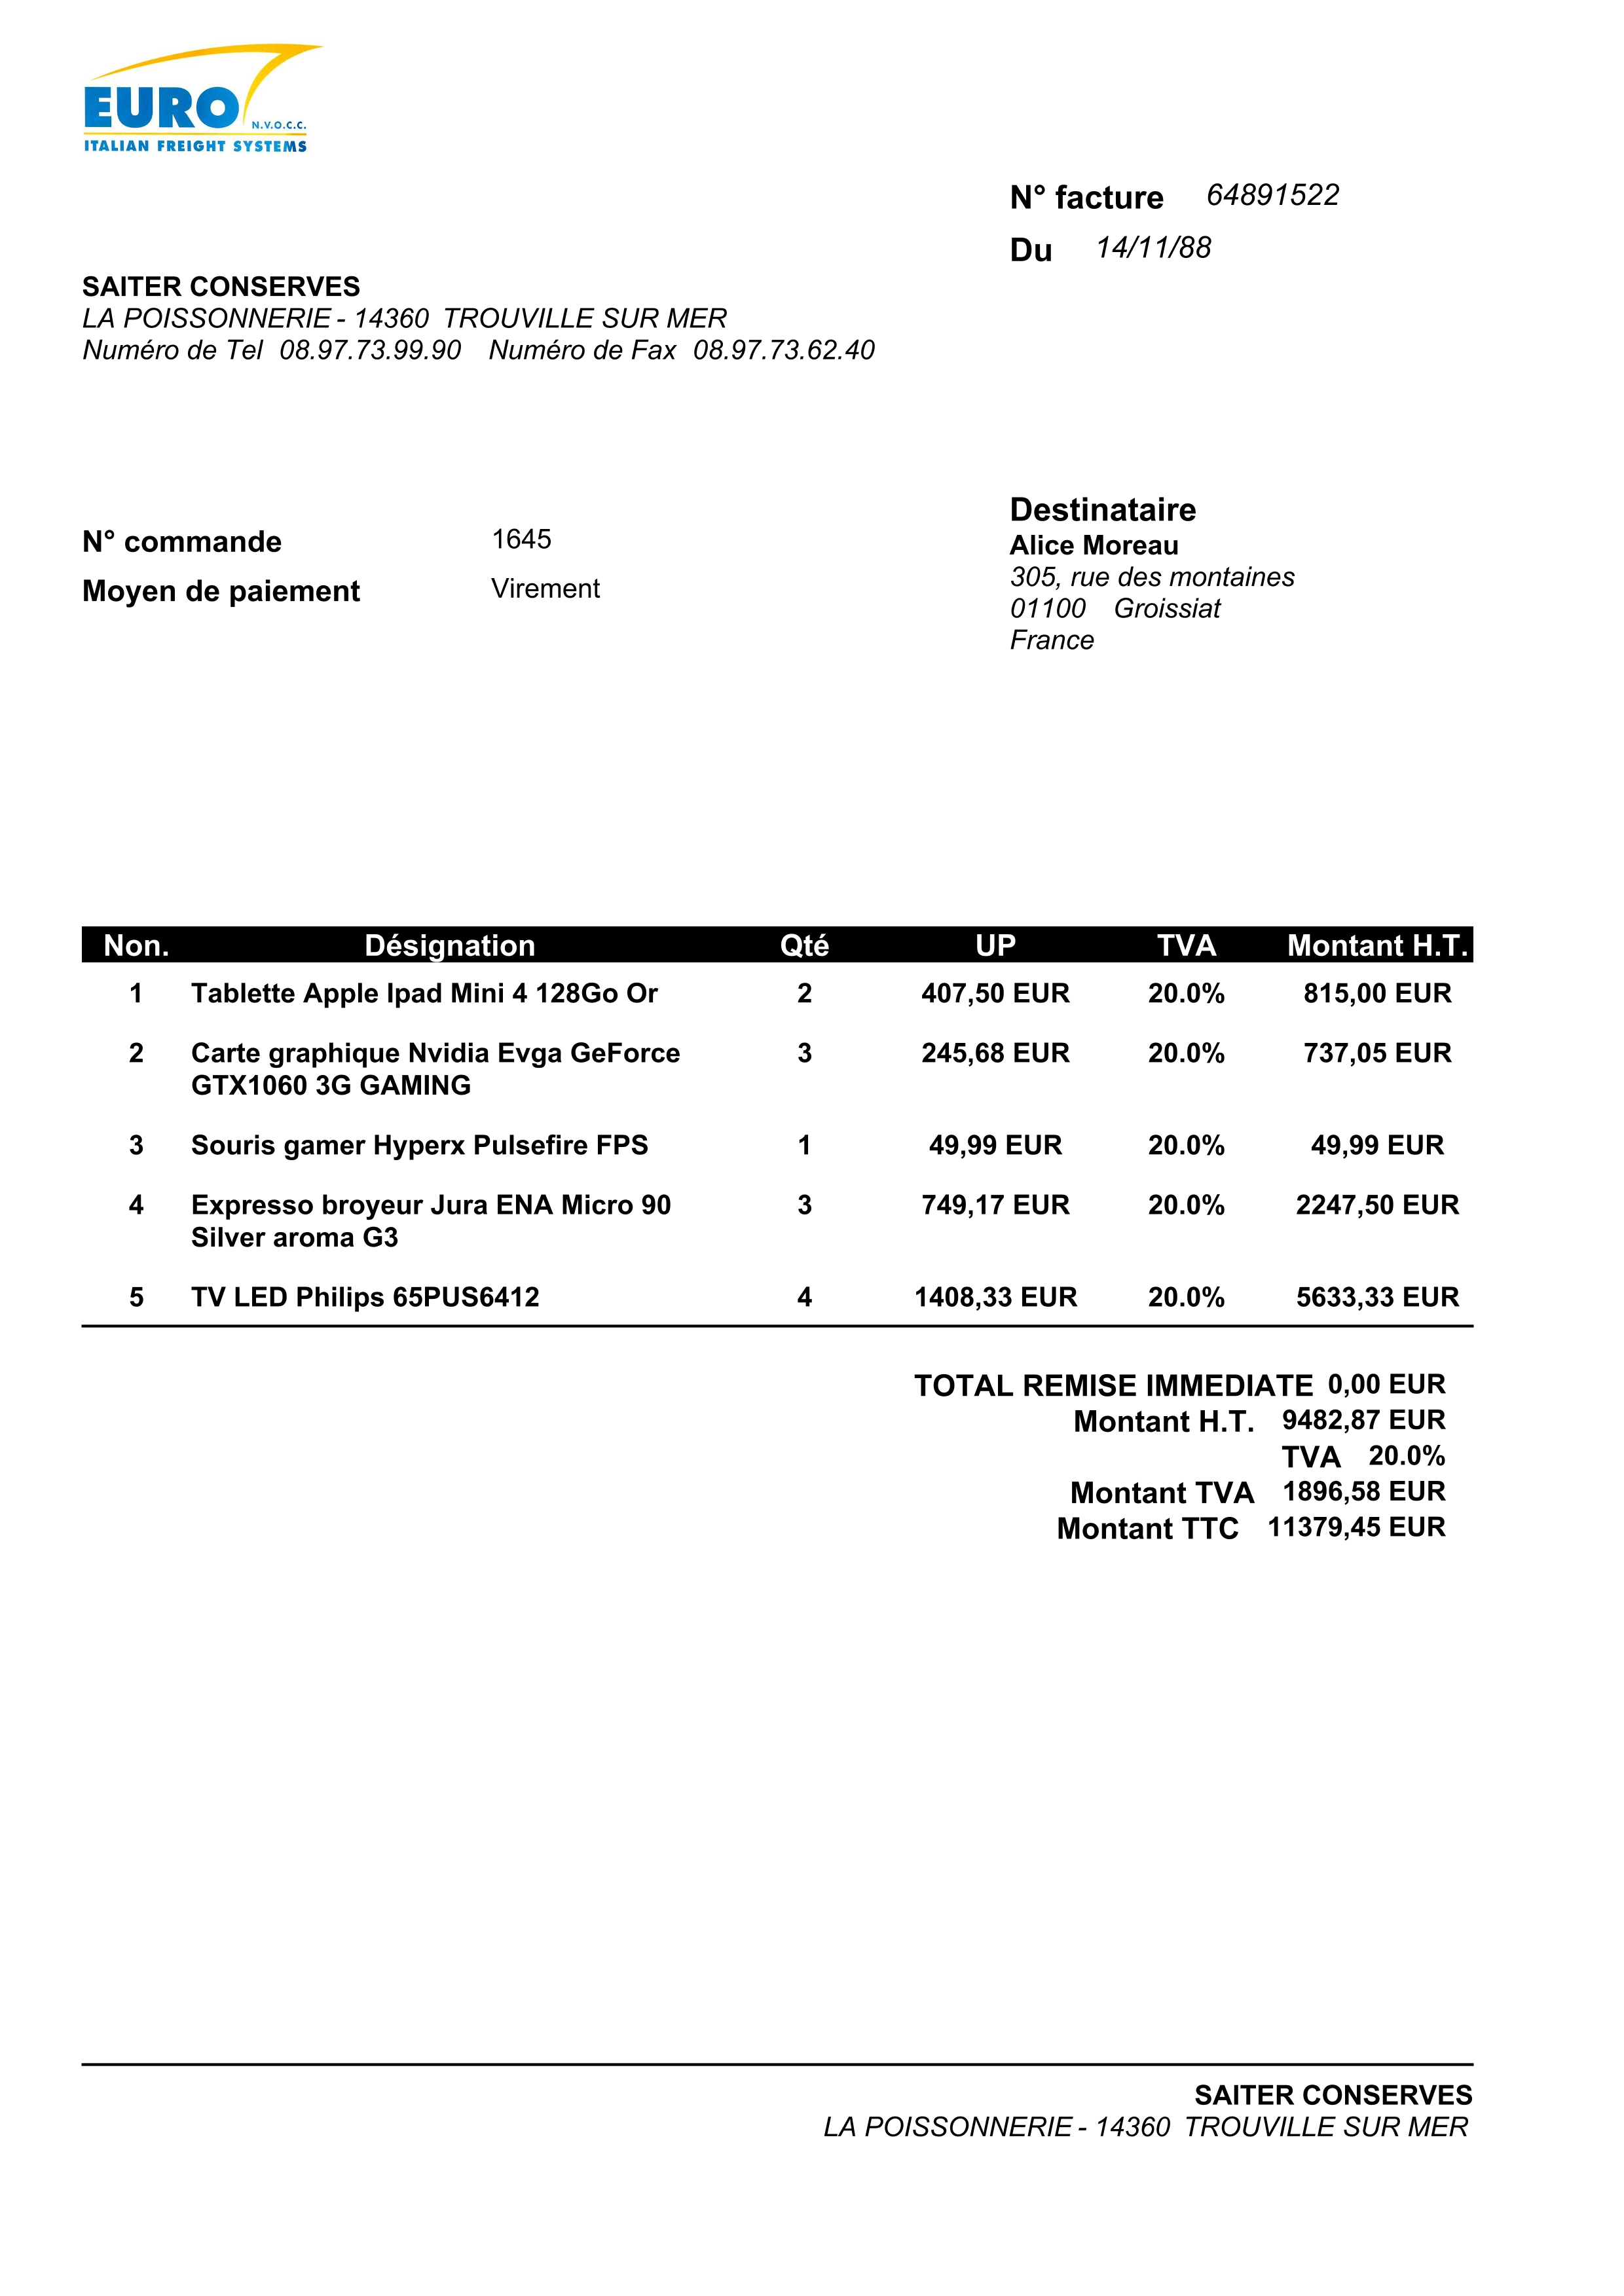 EURO
N.V.O.C.C.
ITALIAN FREIGHT SYSTEMS
N° facture 64891522
Du 14/11/88
SAITER CONSERVES
LA POISSONNERIE - 14360 TROUVILLE SUR MER
Numéro de Tel 08.97.73.99.90 Numéro de Fax 08.97.73.62.40
N° commande 1645
Moyen de paiement Virement
Destinataire
Alice Moreau
305, rue des montaines
01100 Groissiat
France
Non. Désignation Qté UP TVA Montant H.T.
1 Tablette Apple Ipad Mini 4 128Go Or 2 407,50 EUR 20.0% 815,00 EUR
2 Carte graphique Nvidia Evga GeForce 3 245,68 EUR 20.0% 737,05 EUR
GTX1060 3G GAMING
3 Souris gamer Hyperx Pulsefire FPS 1 49,99 EUR 20.0% 49,99 EUR
4 Expresso broyeur Jura ENA Micro 90 3 749,17 EUR 20.0% 2247,50 EUR
Silver aroma G3
5 TV LED Philips 65PUS6412 4 1408,33 EUR 20.0% 5633,33 EUR
TOTAL REMISE IMMEDIATE 0,00 EUR
Montant H.T. 9482,87 EUR
TVA 20.0%
Montant TVA 1896,58 EUR
Montant TTC 11379,45 EUR
SAITER CONSERVES
LA POISSONNERIE - 14360 TROUVILLE SUR MER